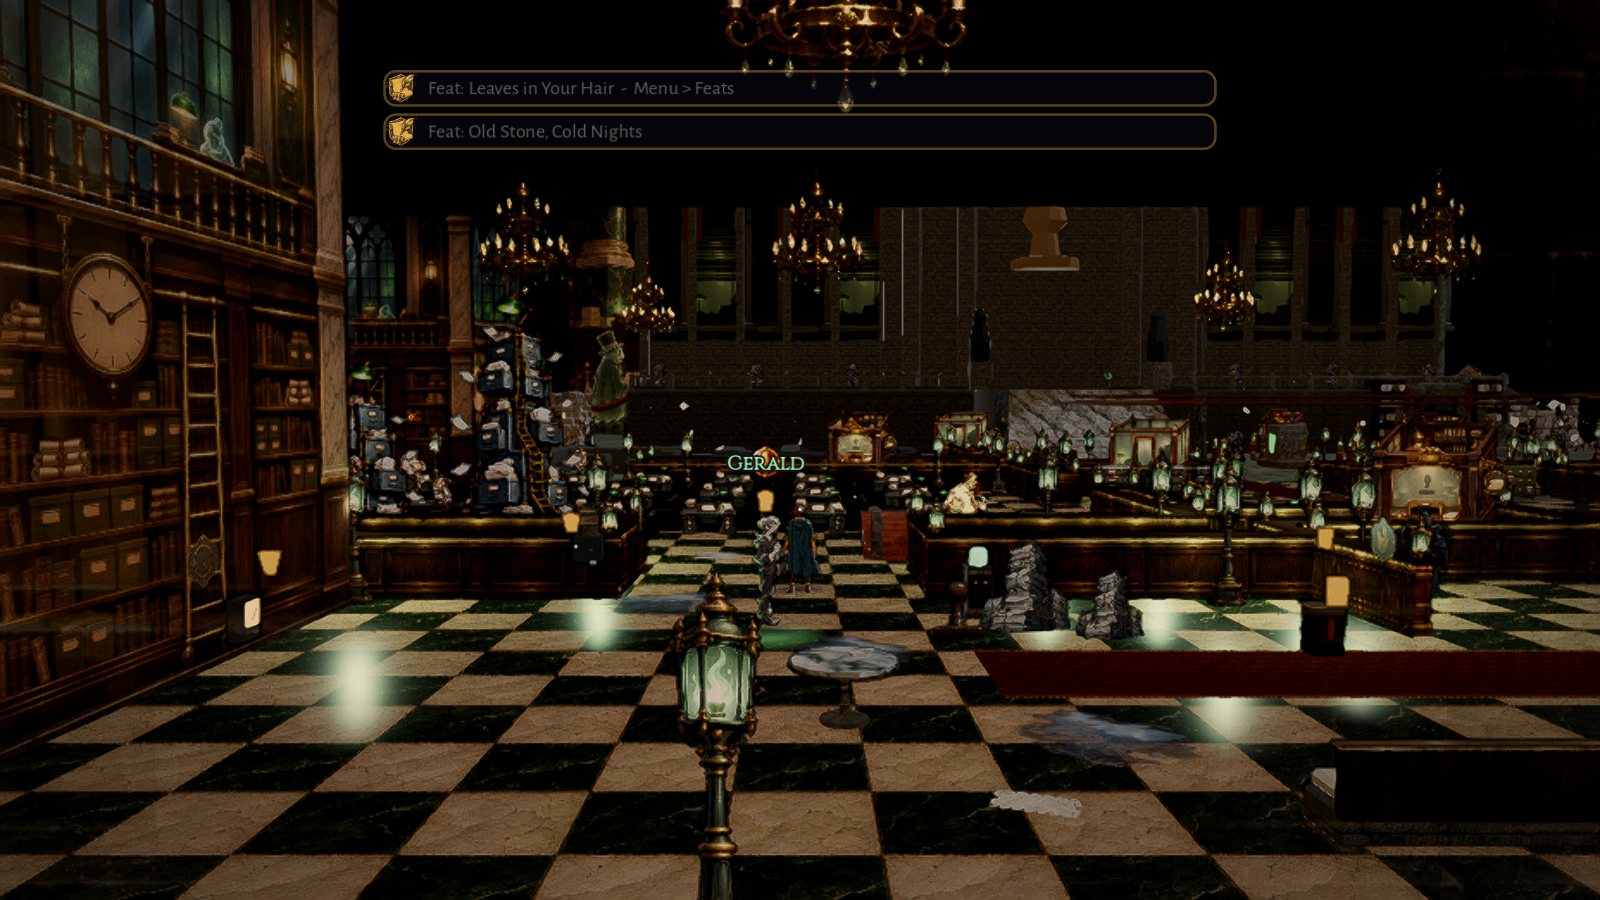 Feat: Leaves in Your Hair - Menu > Feats
Feat: Old Stone, Cold Nights
GERALD